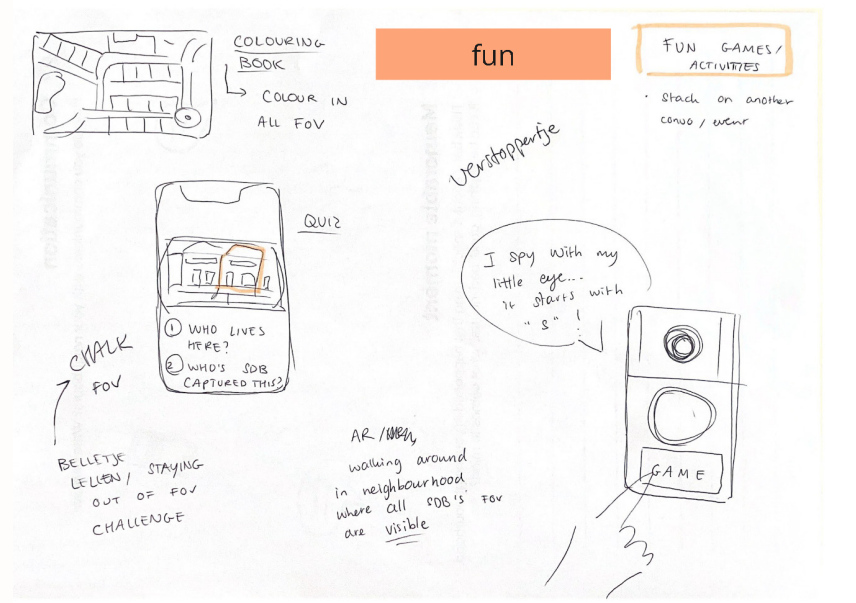 COLOURING
BOOK
COLOUR IN
ALL FOV
fun
FUN GAMES/
ACTIVITIES
· Stack on another
convo/event
verstoppertje
QUIZ
I spy with my
little eye...
it starts with
"S"!
1 WHO LIVES
HERE?
2 WHO'S SDB
CAPTURED THIS?
CHALK
FOV
GAME
BELLETJE
LELLEN/ STAYING
OUT OF FOV
CHALLENGE
AR/
walking around
in neighbourhood
where all SDB's FOV
are visible